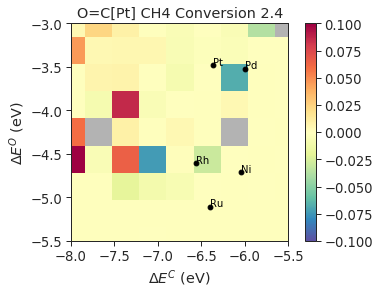 O=C[Pt] CH4 Conversion 2.4
−3.0
−3.5
−4.0
−4.5
−5.0
−5.5
ΔE^O (eV)
Pt
Pd
Rh
Ni
Ru
−8.0 −7.5 −7.0 −6.5 −6.0 −5.5
ΔE^C (eV)
0.100
0.075
0.050
0.025
0.000
−0.025
−0.050
−0.075
−0.100